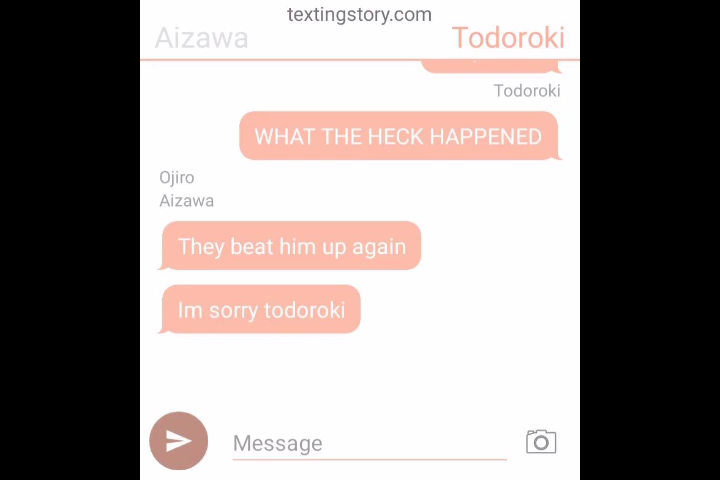 textingstory.com
Aizawa Todoroki
Todoroki
WHAT THE HECK HAPPENED
Ojiro
Aizawa
They beat him up again
Im sorry todoroki
Message